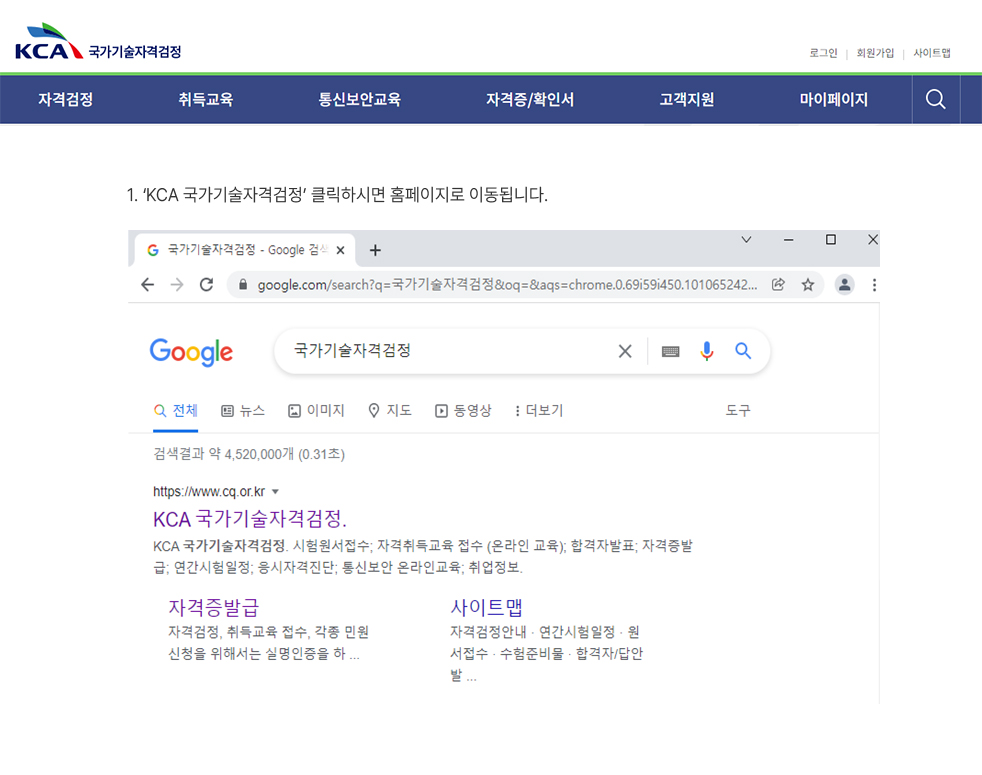 KCA 국가기술자격검정
로그인 | 회원가입 | 사이트맵
자격검정 취득교육 통신보안교육 자격증/확인서 고객지원 마이페이지
1. ‘KCA 국가기술자격검정’ 클릭하시면 홈페이지로 이동됩니다.
국가기술자격검정 - Google 검색
google.com/search?q=국가기술자격검정&oq=&aqs=chrome.0.69i59i450.101065242...
Google 국가기술자격검정
전체 뉴스 이미지 지도 동영상 더보기 도구
검색결과 약 4,520,000개 (0.31초)
https://www.cq.or.kr
KCA 국가기술자격검정.
KCA 국가기술자격검정. 시험원서접수; 자격취득교육 접수 (온라인 교육); 합격자발표; 자격증발
급; 연간시험일정; 응시자격진단; 통신보안 온라인교육; 취업정보.
자격증발급
자격검정, 취득교육 접수, 각종 민원
신청을 위해서는 실명인증을 하 ...
사이트맵
자격검정안내 · 연간시험일정 · 원
서접수 · 수험준비물 · 합격자/답안
발 ...